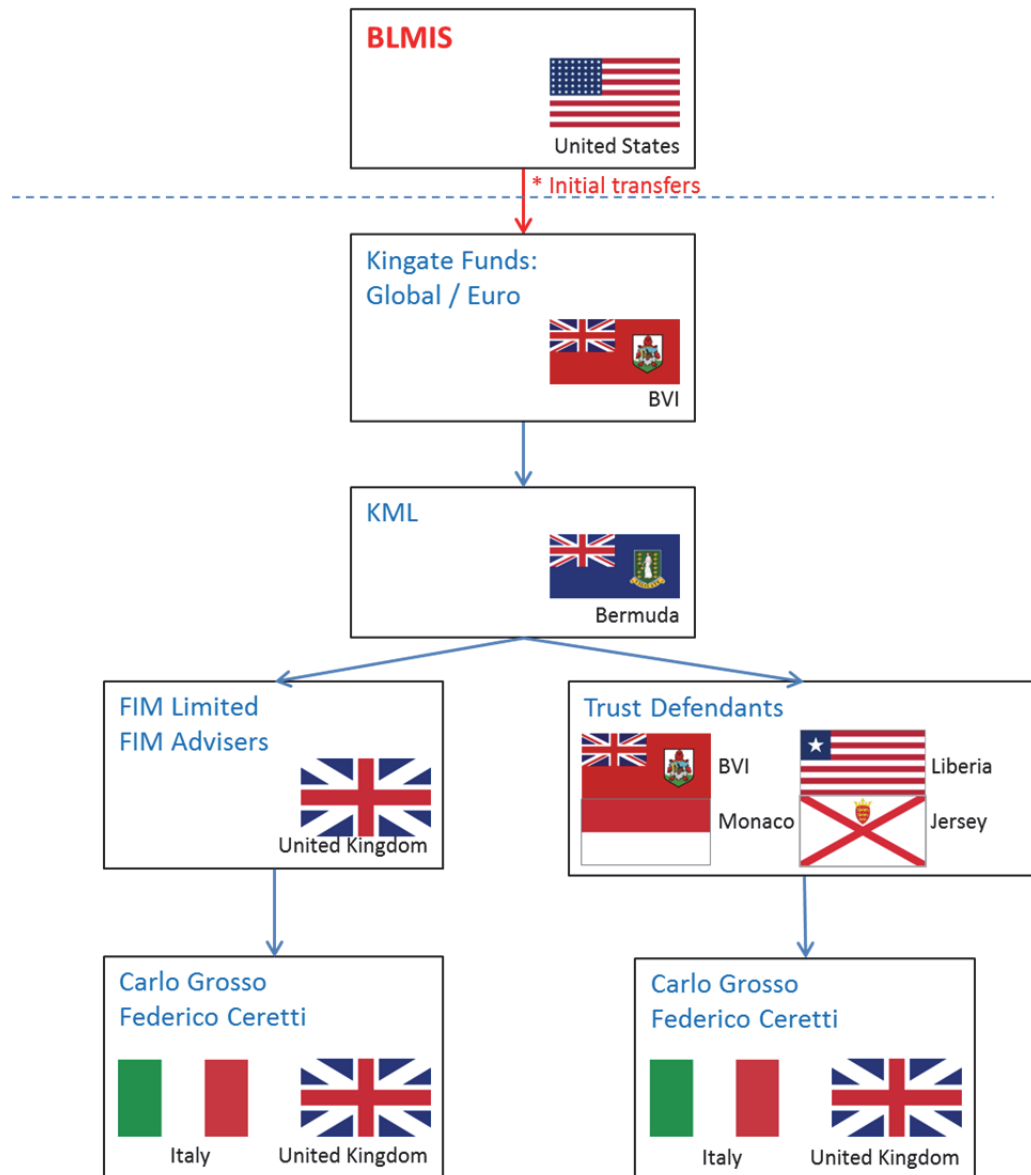 BLMIS
United States
* Initial transfers
Kingate Funds:
Global / Euro
BVI
KML
Bermuda
FIM Limited
FIM Advisers
United Kingdom
Trust Defendants
BVI
Liberia
Monaco
Jersey
Carlo Grosso
Federico Ceretti
Italy
United Kingdom
Carlo Grosso
Federico Ceretti
Italy
United Kingdom